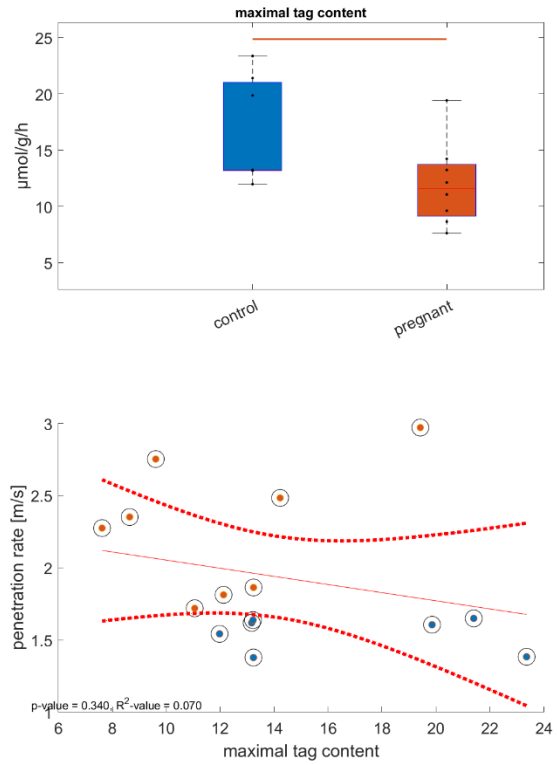 maximal tag content
25
20
15
10
5
µmol/g/h
control
pregnant
3
2.5
2
1.5
1
penetration rate [m/s]
p-value = 0.340, R²-value = 0.070
6 8 10 12 14 16 18 20 22 24
maximal tag content